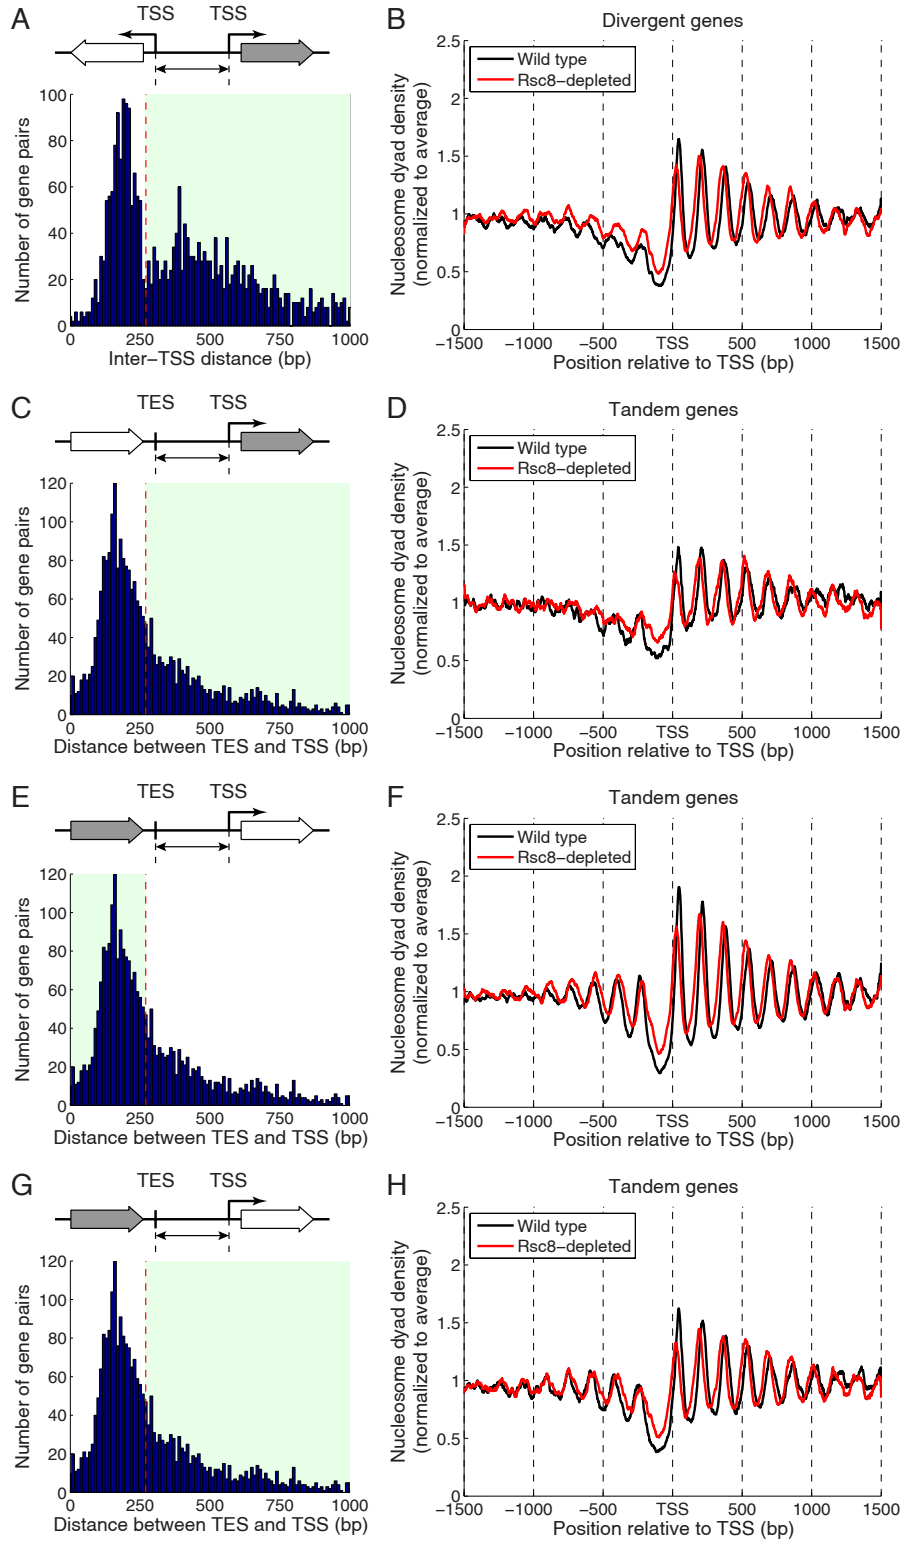 A
TSS TSS
Number of gene pairs
100
80
60
40
20
0
0 250 500 750 1000
Inter−TSS distance (bp)
B
Divergent genes
Wild type
Rsc8−depleted
Nucleosome dyad density
(normalized to average)
2.5
2
1.5
1
0.5
0
−1500 −1000 −500 TSS 500 1000 1500
Position relative to TSS (bp)
C
TES TSS
Number of gene pairs
120
100
80
60
40
20
0
0 250 500 750 1000
Distance between TES and TSS (bp)
D
Tandem genes
Wild type
Rsc8−depleted
Nucleosome dyad density
(normalized to average)
2.5
2
1.5
1
0.5
0
−1500 −1000 −500 TSS 500 1000 1500
Position relative to TSS (bp)
E
TES TSS
Number of gene pairs
120
100
80
60
40
20
0
0 250 500 750 1000
Distance between TES and TSS (bp)
F
Tandem genes
Wild type
Rsc8−depleted
Nucleosome dyad density
(normalized to average)
2.5
2
1.5
1
0.5
0
−1500 −1000 −500 TSS 500 1000 1500
Position relative to TSS (bp)
G
TES TSS
Number of gene pairs
120
100
80
60
40
20
0
0 250 500 750 1000
Distance between TES and TSS (bp)
H
Tandem genes
Wild type
Rsc8−depleted
Nucleosome dyad density
(normalized to average)
2.5
2
1.5
1
0.5
0
−1500 −1000 −500 TSS 500 1000 1500
Position relative to TSS (bp)